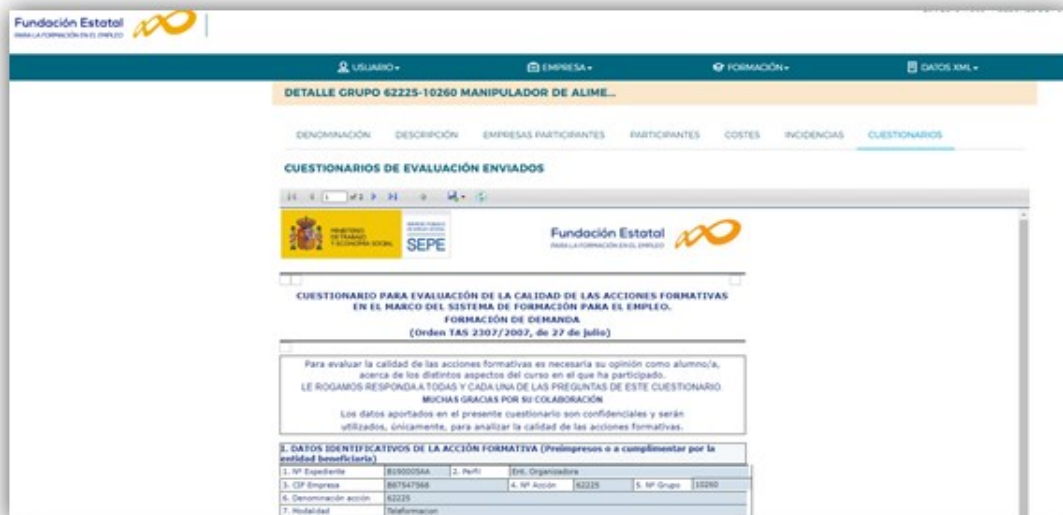 Fundación Estatal
PARA LA FORMACIÓN EN EL EMPLEO
USUARIO
EMPRESA
FORMACIÓN
DATOS XML
DETALLE GRUPO 62225-10260 MANIPULADOR DE ALIME...
DENOMINACIÓN DESCRIPCIÓN EMPRESAS PARTICIPANTES PARTICIPANTES COSTES INCIDENCIAS CUESTIONARIOS
CUESTIONARIOS DE EVALUACIÓN ENVIADOS
1 of 2
MINISTERIO
DE TRABAJO
Y ECONOMÍA SOCIAL
SEPE
Fundación Estatal
PARA LA FORMACIÓN EN EL EMPLEO
CUESTIONARIO PARA EVALUACIÓN DE LA CALIDAD DE LAS ACCIONES FORMATIVAS
EN EL MARCO DEL SISTEMA DE FORMACIÓN PARA EL EMPLEO.
FORMACIÓN DE DEMANDA
(Orden TAS 2307/2007, de 27 de julio)
Para evaluar la calidad de las acciones formativas es necesaria su opinión como alumno/a,
acerca de los distintos aspectos del curso en el que ha participado.
LE ROGAMOS RESPONDA A TODAS Y CADA UNA DE LAS PREGUNTAS DE ESTE CUESTIONARIO.
MUCHAS GRACIAS POR SU COLABORACIÓN
Los datos aportados en el presente cuestionario son confidenciales y serán
utilizados, únicamente, para analizar la calidad de las acciones formativas.
I. DATOS IDENTIFICATIVOS DE LA ACCIÓN FORMATIVA (Preimpresos o a cumplimentar por la
entidad beneficiaria)
1. Nº Expediente B190005AA 2. Perfil Ent. Organizadora
3. CIF Empresa B87547566 4. Nº Acción 62225 5. Nº Grupo 10260
6. Denominación acción 62225
7. Modalidad Teleformacion